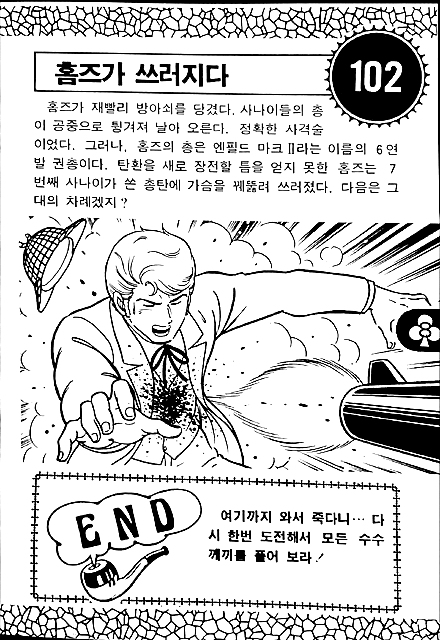 홈즈가 쓰러지다
102
홈즈가 재빨리 방아쇠를 당겼다. 사나이들의 총
이 공중으로 튕겨져 날아 오른다. 정확한 사격술
이었다. 그러나, 홈즈의 총은 엔필드 마크Ⅱ라는 이름의 6연
발 권총이다. 탄환을 새로 장전할 틈을 얻지 못한 홈즈는 7
번째 사나이가 쏜 총탄에 가슴을 꿰뚫려 쓰러졌다. 다음은 그
대의 차례겠지?
END
여기까지 와서 죽다니… 다
시 한번 도전해서 모든 수수
께끼를 풀어 보라!